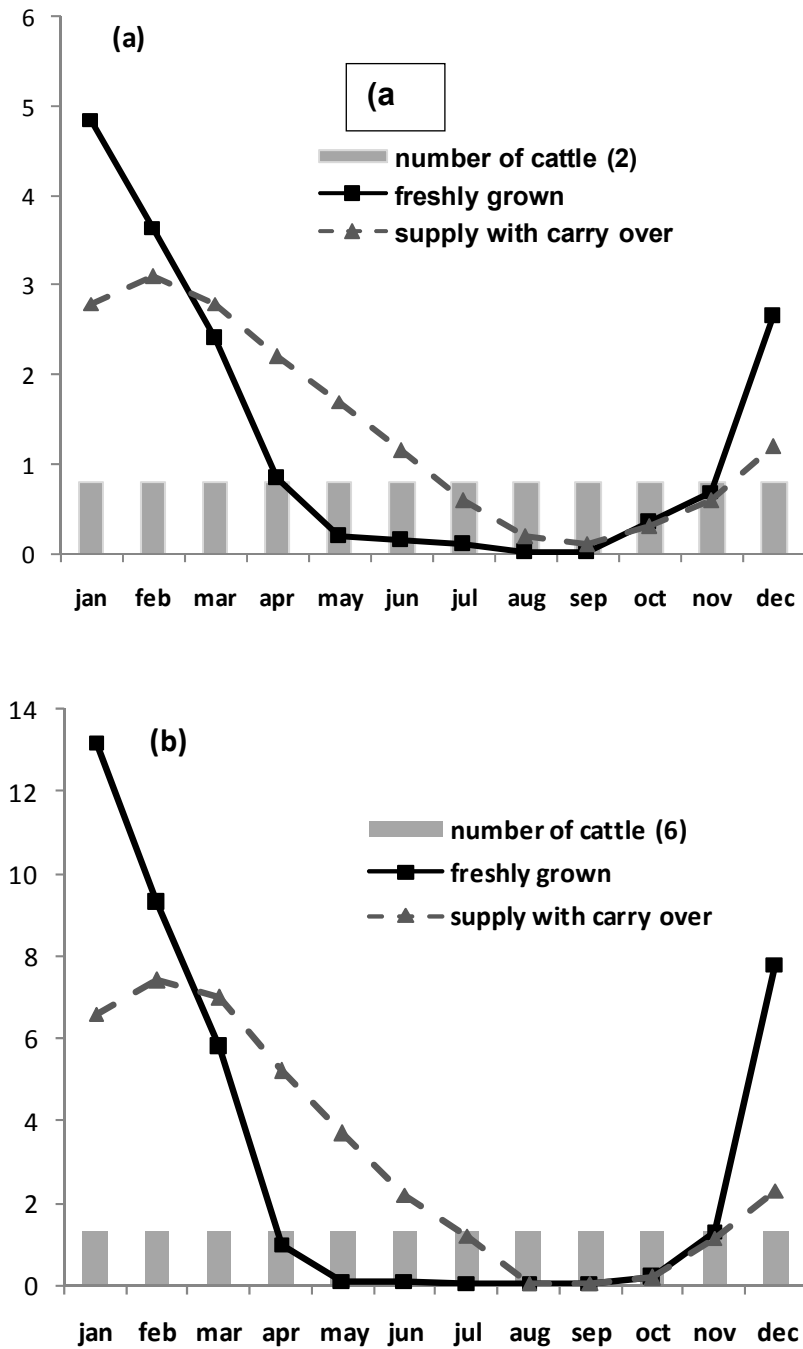 6
(a)
(a
5
number of cattle (2)
freshly grown
supply with carry over
4
3
2
1
0
jan feb mar apr may jun jul aug sep oct nov dec
14
(b)
12
number of cattle (6)
freshly grown
supply with carry over
10
8
6
4
2
0
jan feb mar apr may jun jul aug sep oct nov dec